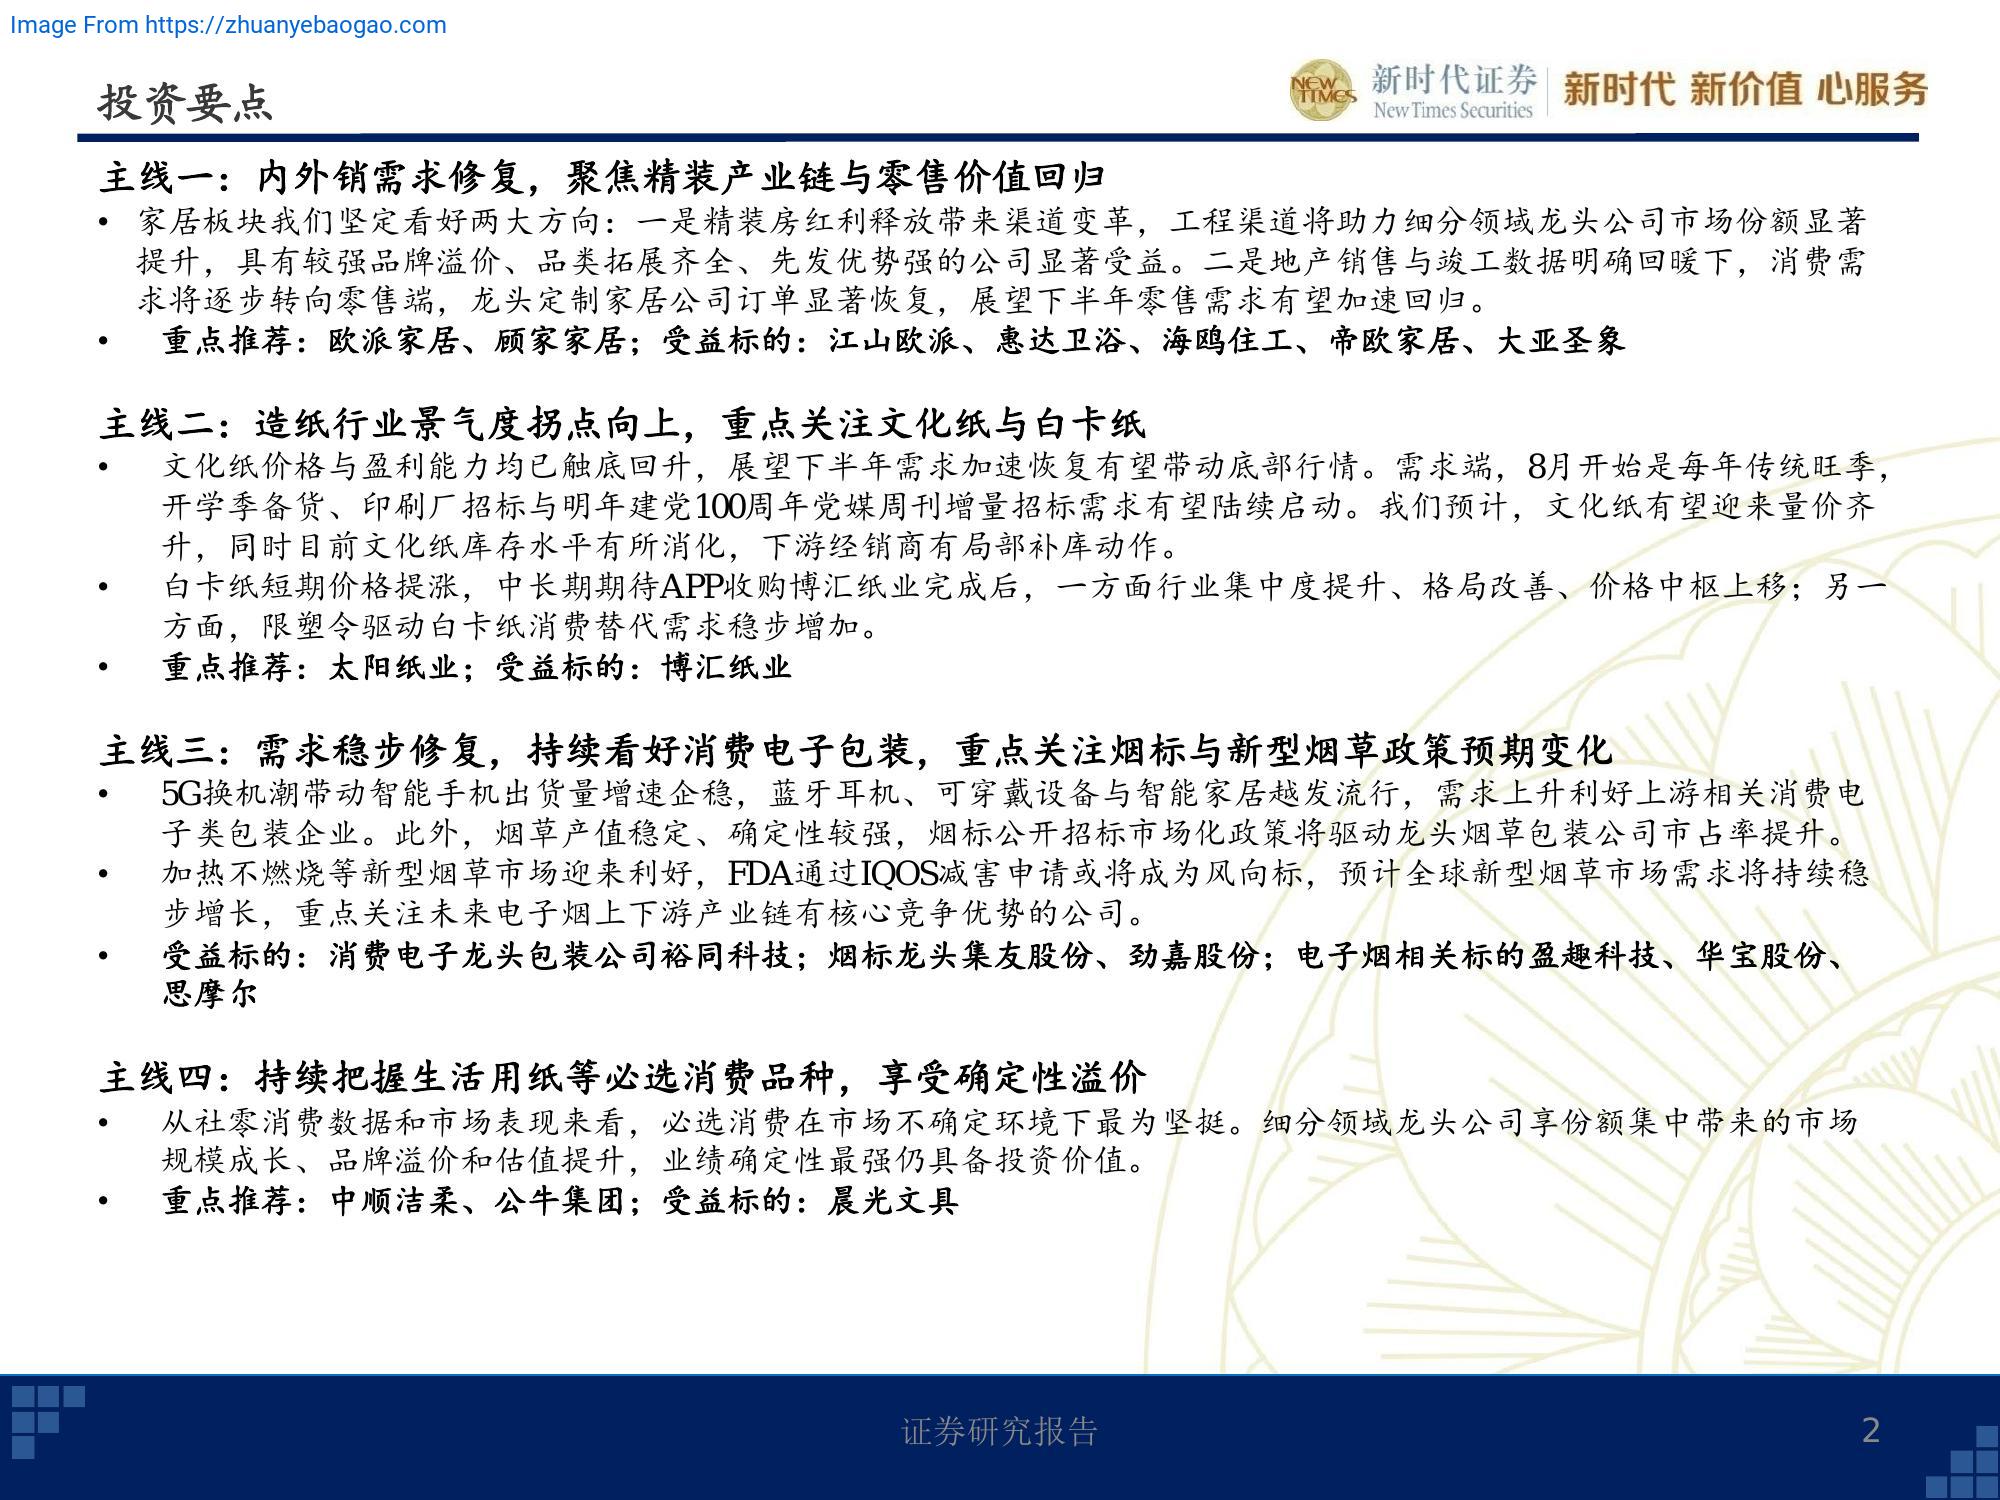 Image From https://zhuanyebaogao.com
投资要点
NEW TIMES
新时代证券
New Times Securities
新时代 新价值 心服务
主线一：内外销需求修复，聚焦精装产业链与零售价值回归
• 家居板块我们坚定看好两大方向：一是精装房红利释放带来渠道变革，工程渠道将助力细分领域龙头公司市场份额显著
提升，具有较强品牌溢价、品类拓展齐全、先发优势强的公司显著受益。二是地产销售与竣工数据明确回暖下，消费需
求将逐步转向零售端，龙头定制家居公司订单显著恢复，展望下半年零售需求有望加速回归。
• 重点推荐：欧派家居、顾家家居；受益标的：江山欧派、惠达卫浴、海鸥住工、帝欧家居、大亚圣象
主线二：造纸行业景气度拐点向上，重点关注文化纸与白卡纸
• 文化纸价格与盈利能力均已触底回升，展望下半年需求加速恢复有望带动底部行情。需求端，8月开始是每年传统旺季，
开学季备货、印刷厂招标与明年建党100周年党媒周刊增量招标需求有望陆续启动。我们预计，文化纸有望迎来量价齐
升，同时目前文化纸库存水平有所消化，下游经销商有局部补库动作。
• 白卡纸短期价格提涨，中长期期待APP收购博汇纸业完成后，一方面行业集中度提升、格局改善、价格中枢上移；另一
方面，限塑令驱动白卡纸消费替代需求稳步增加。
• 重点推荐：太阳纸业；受益标的：博汇纸业
主线三：需求稳步修复，持续看好消费电子包装，重点关注烟标与新型烟草政策预期变化
• 5G换机潮带动智能手机出货量增速企稳，蓝牙耳机、可穿戴设备与智能家居越发流行，需求上升利好上游相关消费电
子类包装企业。此外，烟草产值稳定、确定性较强，烟标公开招标市场化政策将驱动龙头烟草包装公司市占率提升。
• 加热不燃烧等新型烟草市场迎来利好，FDA通过IQOS减害申请或将成为风向标，预计全球新型烟草市场需求将持续稳
步增长，重点关注未来电子烟上下游产业链有核心竞争优势的公司。
• 受益标的：消费电子龙头包装公司裕同科技；烟标龙头集友股份、劲嘉股份；电子烟相关标的盈趣科技、华宝股份、
思摩尔
主线四：持续把握生活用纸等必选消费品种，享受确定性溢价
• 从社零消费数据和市场表现来看，必选消费在市场不确定环境下最为坚挺。细分领域龙头公司享份额集中带来的市场
规模成长、品牌溢价和估值提升，业绩确定性最强仍具备投资价值。
• 重点推荐：中顺洁柔、公牛集团；受益标的：晨光文具
证券研究报告
2